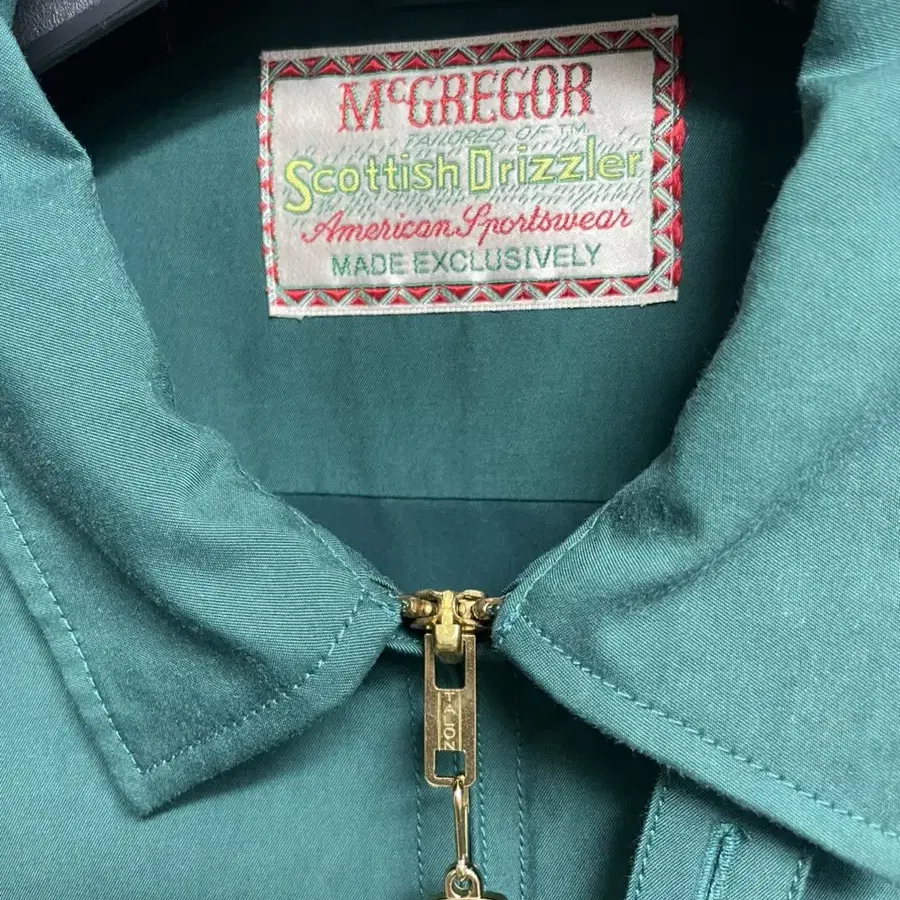 McGREGOR
TAILORED OF TM
Scottish Drizzler
American Sportswear
MADE EXCLUSIVELY
TALON